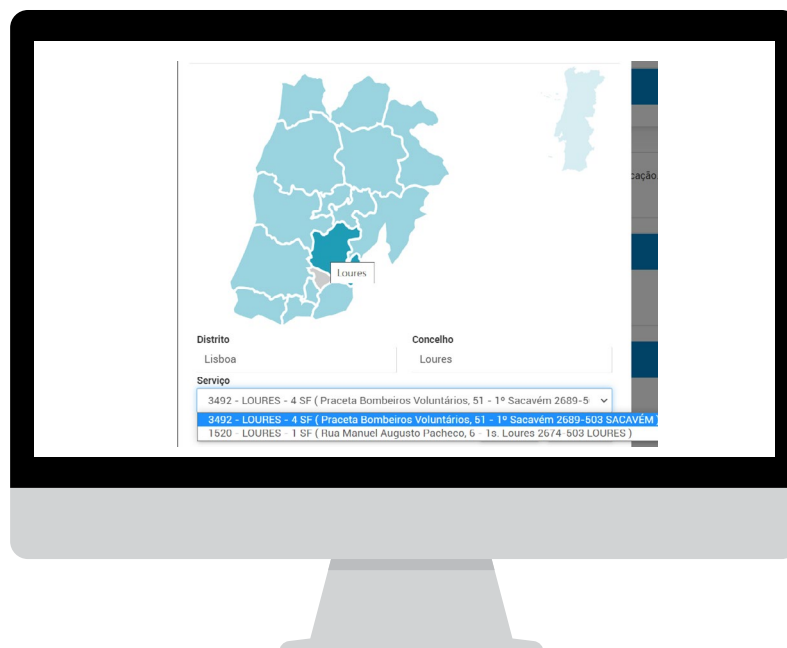 cação
Loures
Distrito
Concelho
Lisboa
Loures
Serviço
3492 - LOURES - 4 SF ( Praceta Bombeiros Voluntários, 51 - 1º Sacavém 2689-5
3492 - LOURES - 4 SF ( Praceta Bombeiros Voluntários, 51 - 1º Sacavém 2689-503 SACAVÉM )
1520 - LOURES - 1 SF ( Rua Manuel Augusto Pacheco, 6 - 1s. Loures 2674-503 LOURES )